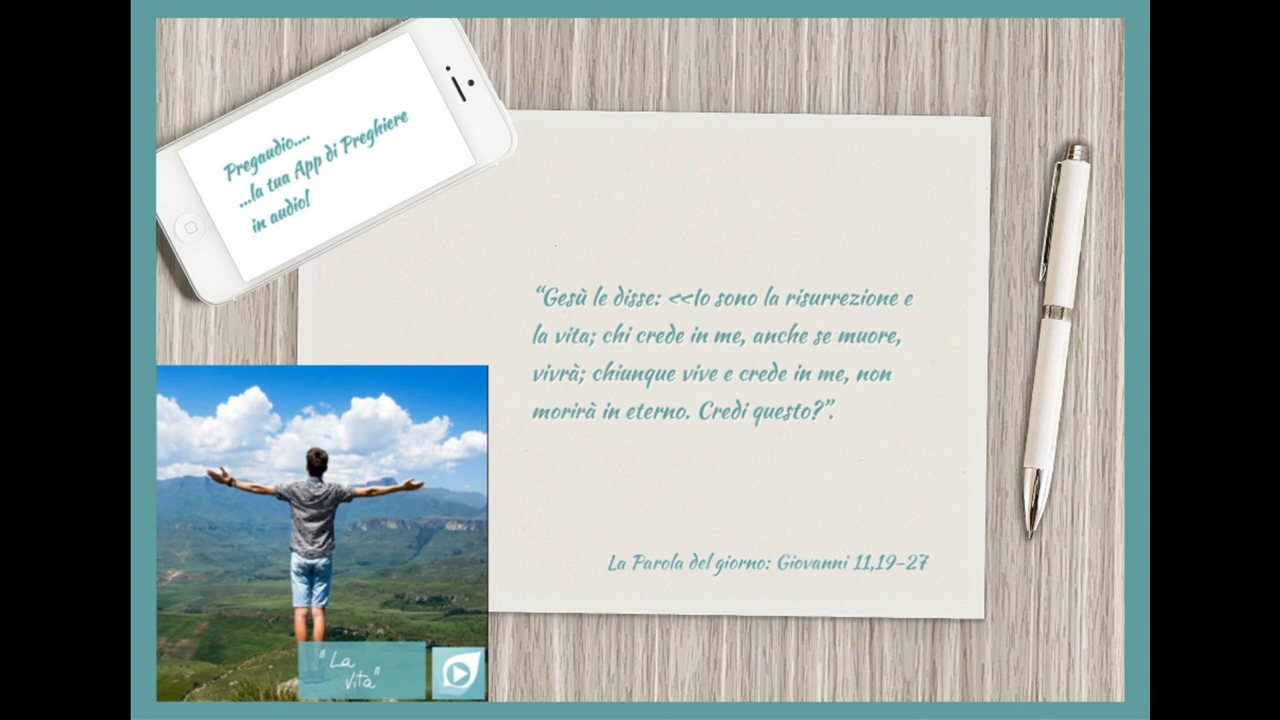 Pregaudio....
...la tua App di Preghiere
in audio!
“Gesù le disse: <<Io sono la risurrezione e
la vita; chi crede in me, anche se muore,
vivrà; chiunque vive e crede in me, non
morirà in eterno. Credi questo?”.
La Parola del giorno: Giovanni 11,19-27
"La
Vita"